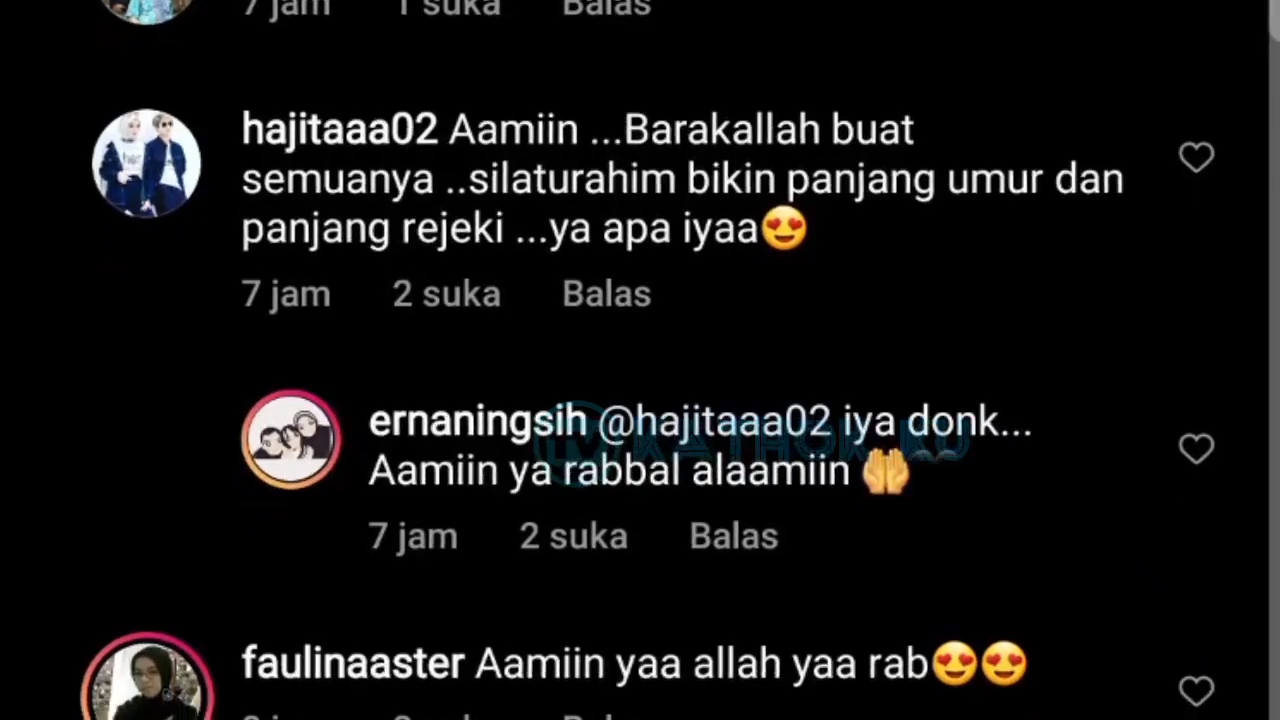 7 jam 1 suka Balas
hajitaaa02 Aamiin ...Barakallah buat
semuanya ..silaturahim bikin panjang umur dan
panjang rejeki ...ya apa iyaa😍
7 jam 2 suka Balas
ernaningsih @hajitaaa02 iya donk...
Aamiin ya rabbal alaamiin 🤲
7 jam 2 suka Balas
faulinaaster Aamiin yaa allah yaa rab😍😍